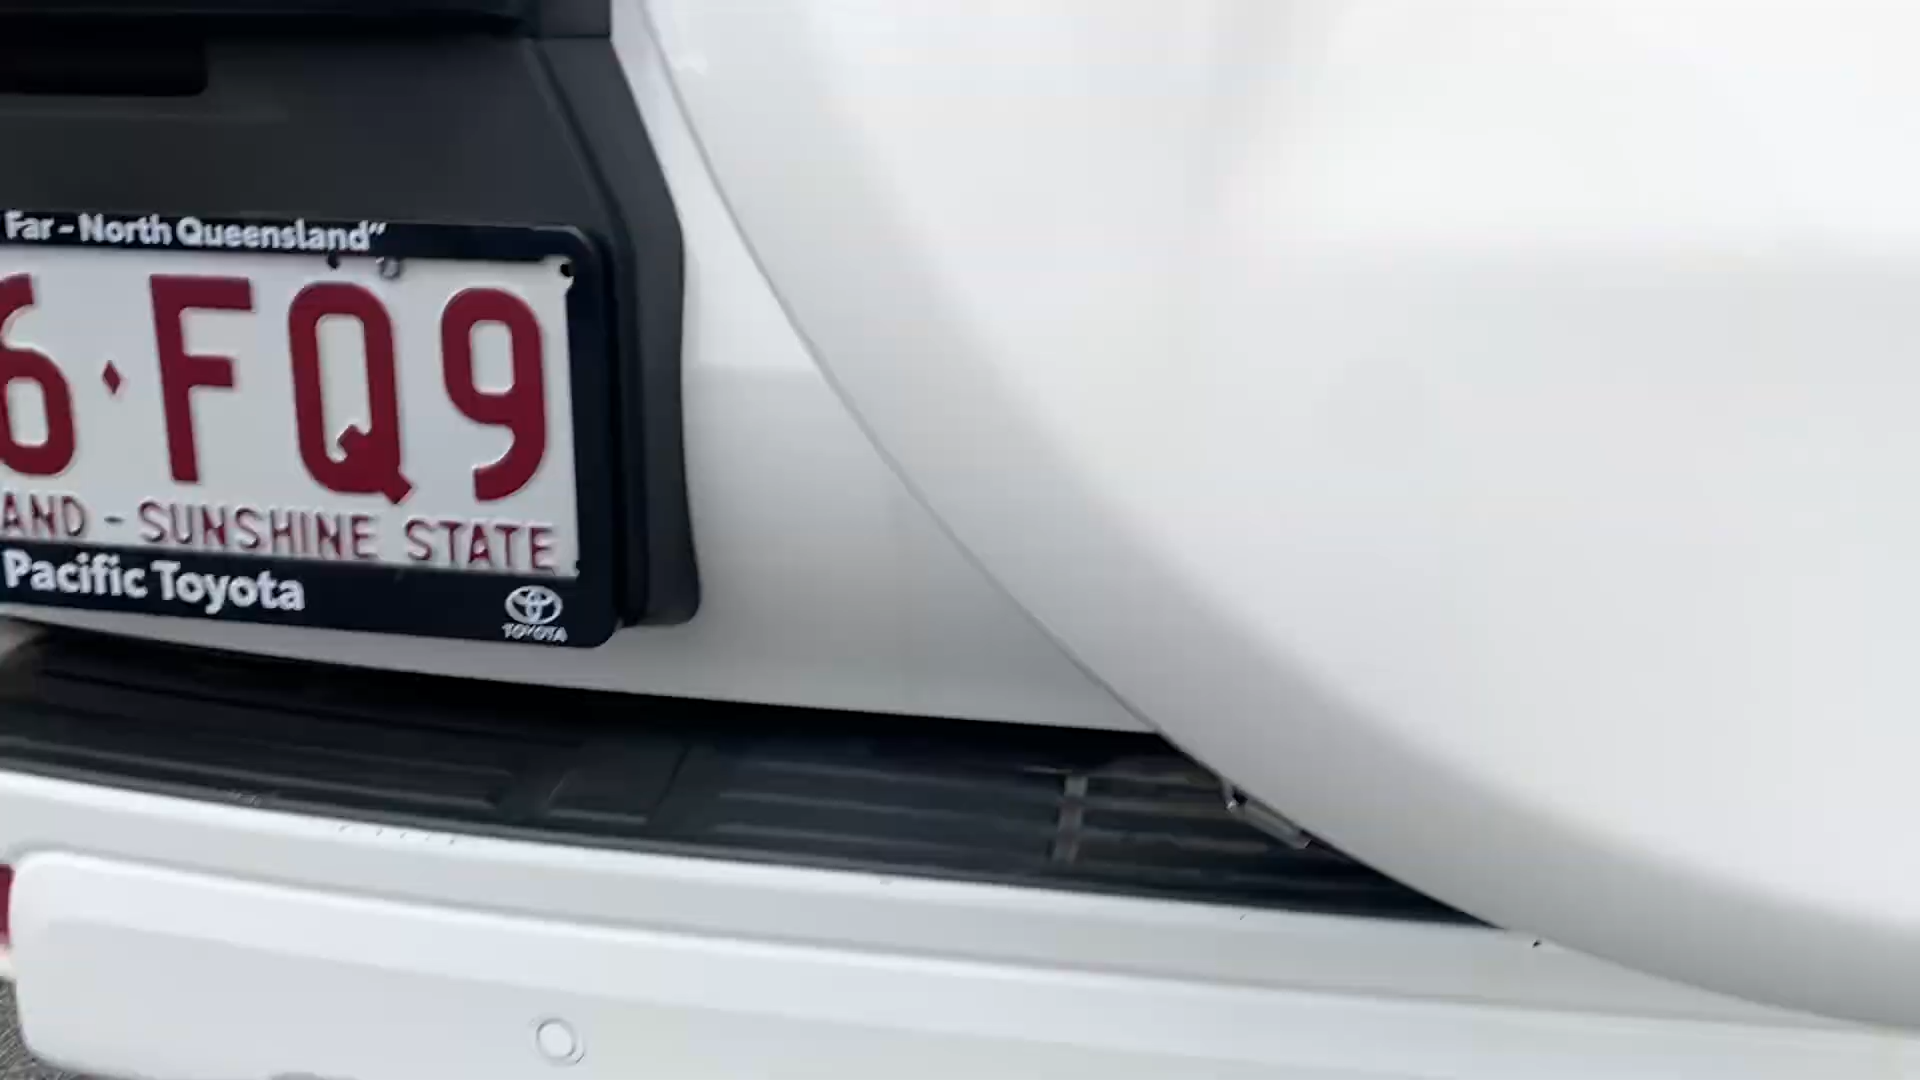 Far - North Queensland"
6·FQ9
AND - SUNSHINE STATE
Pacific Toyota
TOYOTA